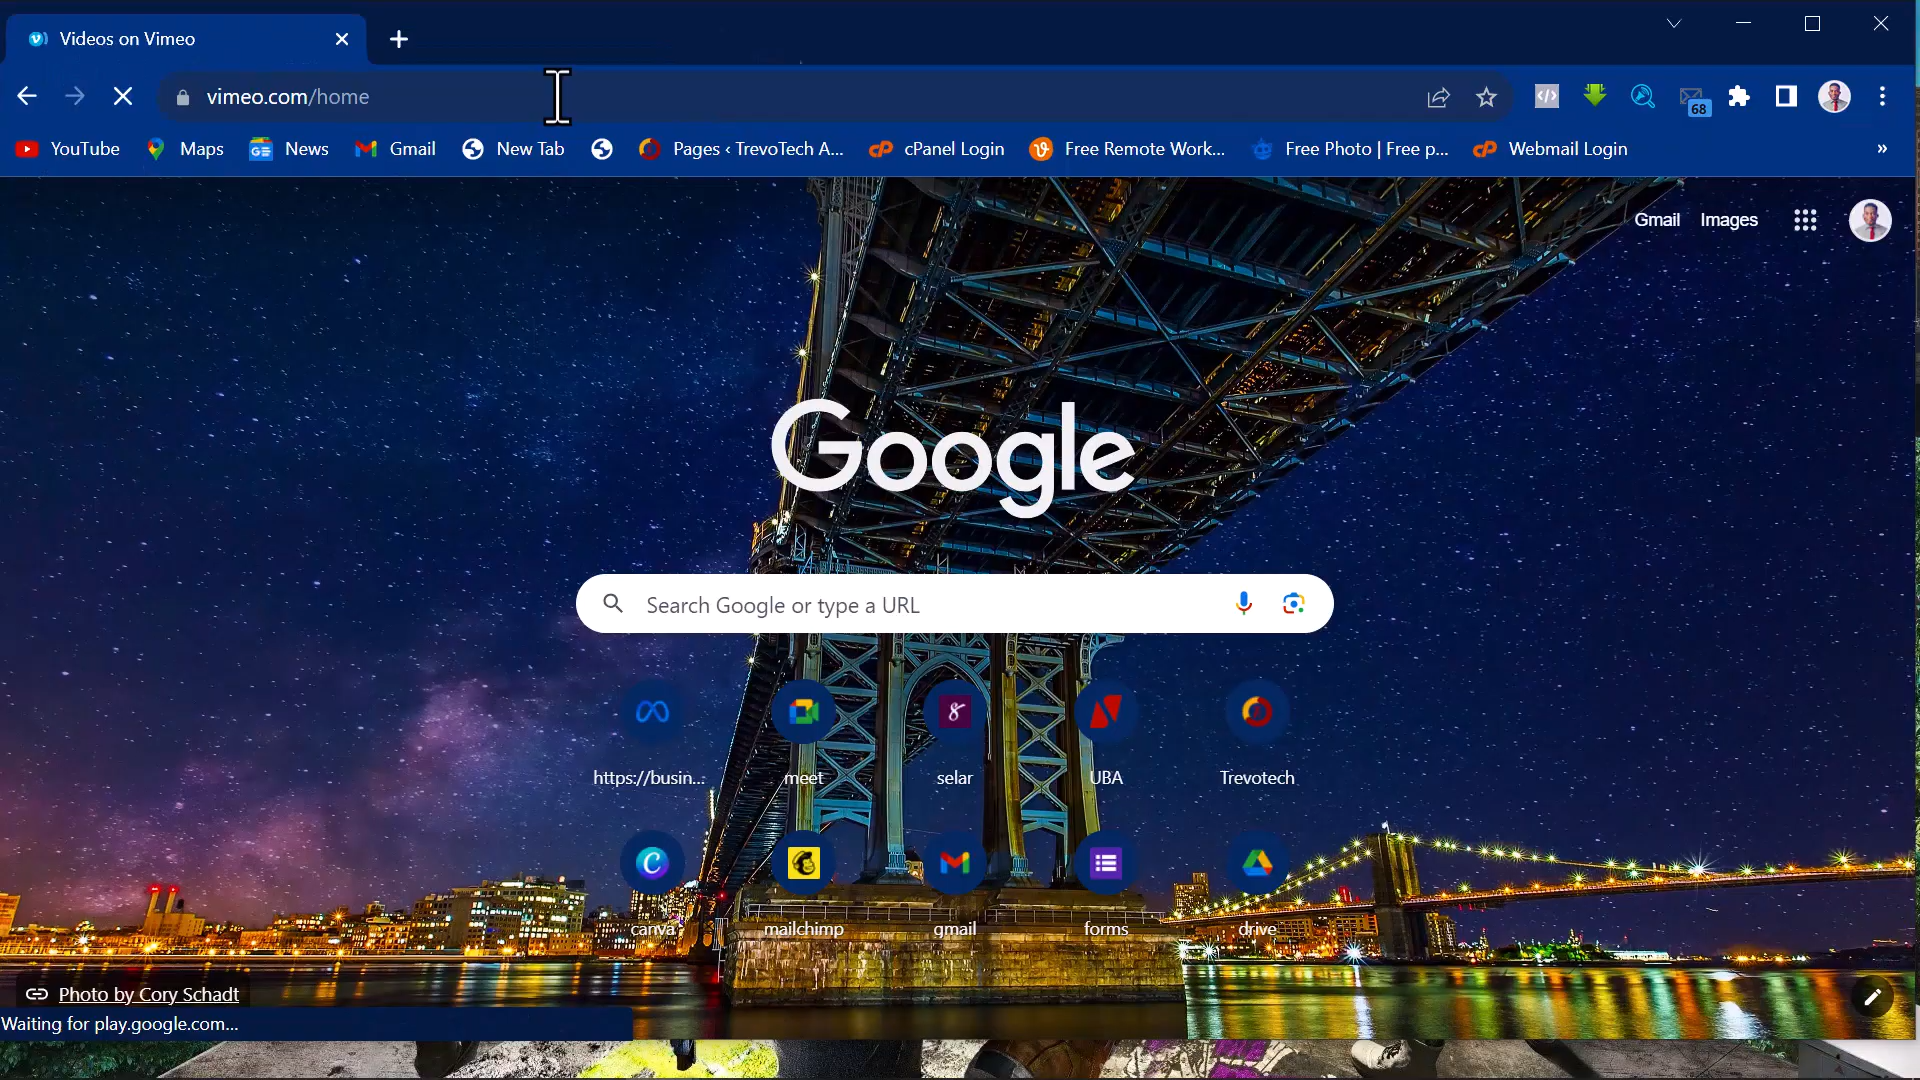 Videos on Vimeo
vimeo.com/home
68
YouTube
Maps
News
Gmail
New Tab
Pages ‹ TrevoTech A...
cPanel Login
Free Remote Work...
Free Photo | Free p...
Webmail Login
»
Gmail
Images
Google
Search Google or type a URL
https://busin...
meet
selar
UBA
Trevotech
canva
mailchimp
gmail
forms
drive
Photo by Cory Schadt
Waiting for play.google.com...